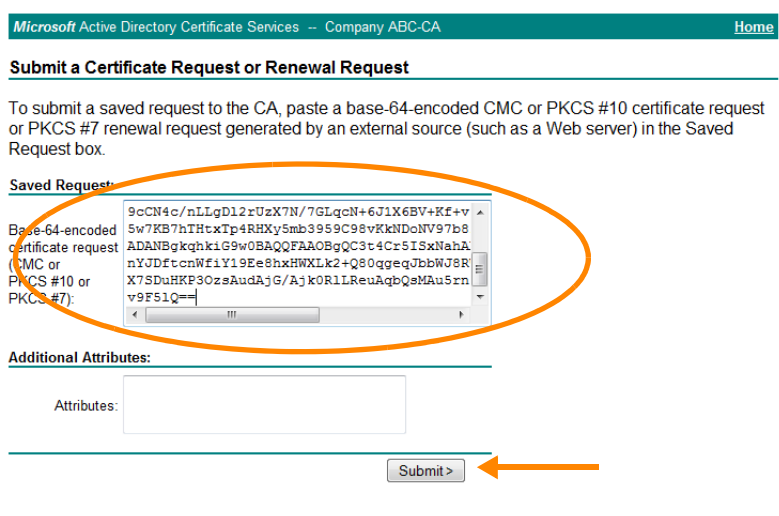 Microsoft Active Directory Certificate Services -- Company ABC-CA Home
Submit a Certificate Request or Renewal Request
To submit a saved request to the CA, paste a base-64-encoded CMC or PKCS #10 certificate request
or PKCS #7 renewal request generated by an external source (such as a Web server) in the Saved
Request box.
Saved Request:
Base-64-encoded
certificate request
(CMC or
PKCS #10 or
PKCS #7):
9cCN4c/nLLgDl2rUzX7N/7GLqcN+6J1X6BV+Kf+v
5w7KB7hTHtxTp4RHXy5mb3959C98vKkNDoNV97b8
ADANBgkqhkiG9w0BAQQFAAOBgQC3t4Cr5ISxNahA
nYJDftcnWfiY19Ee8hxHWXLk2+Q80qgeqJbbWJ8R
X7SDuHKP3OzsAudAjG/Ajk0RlLReuAqbQsMAu5rn
v9F5lQ==
Additional Attributes:
Attributes:
Submit >